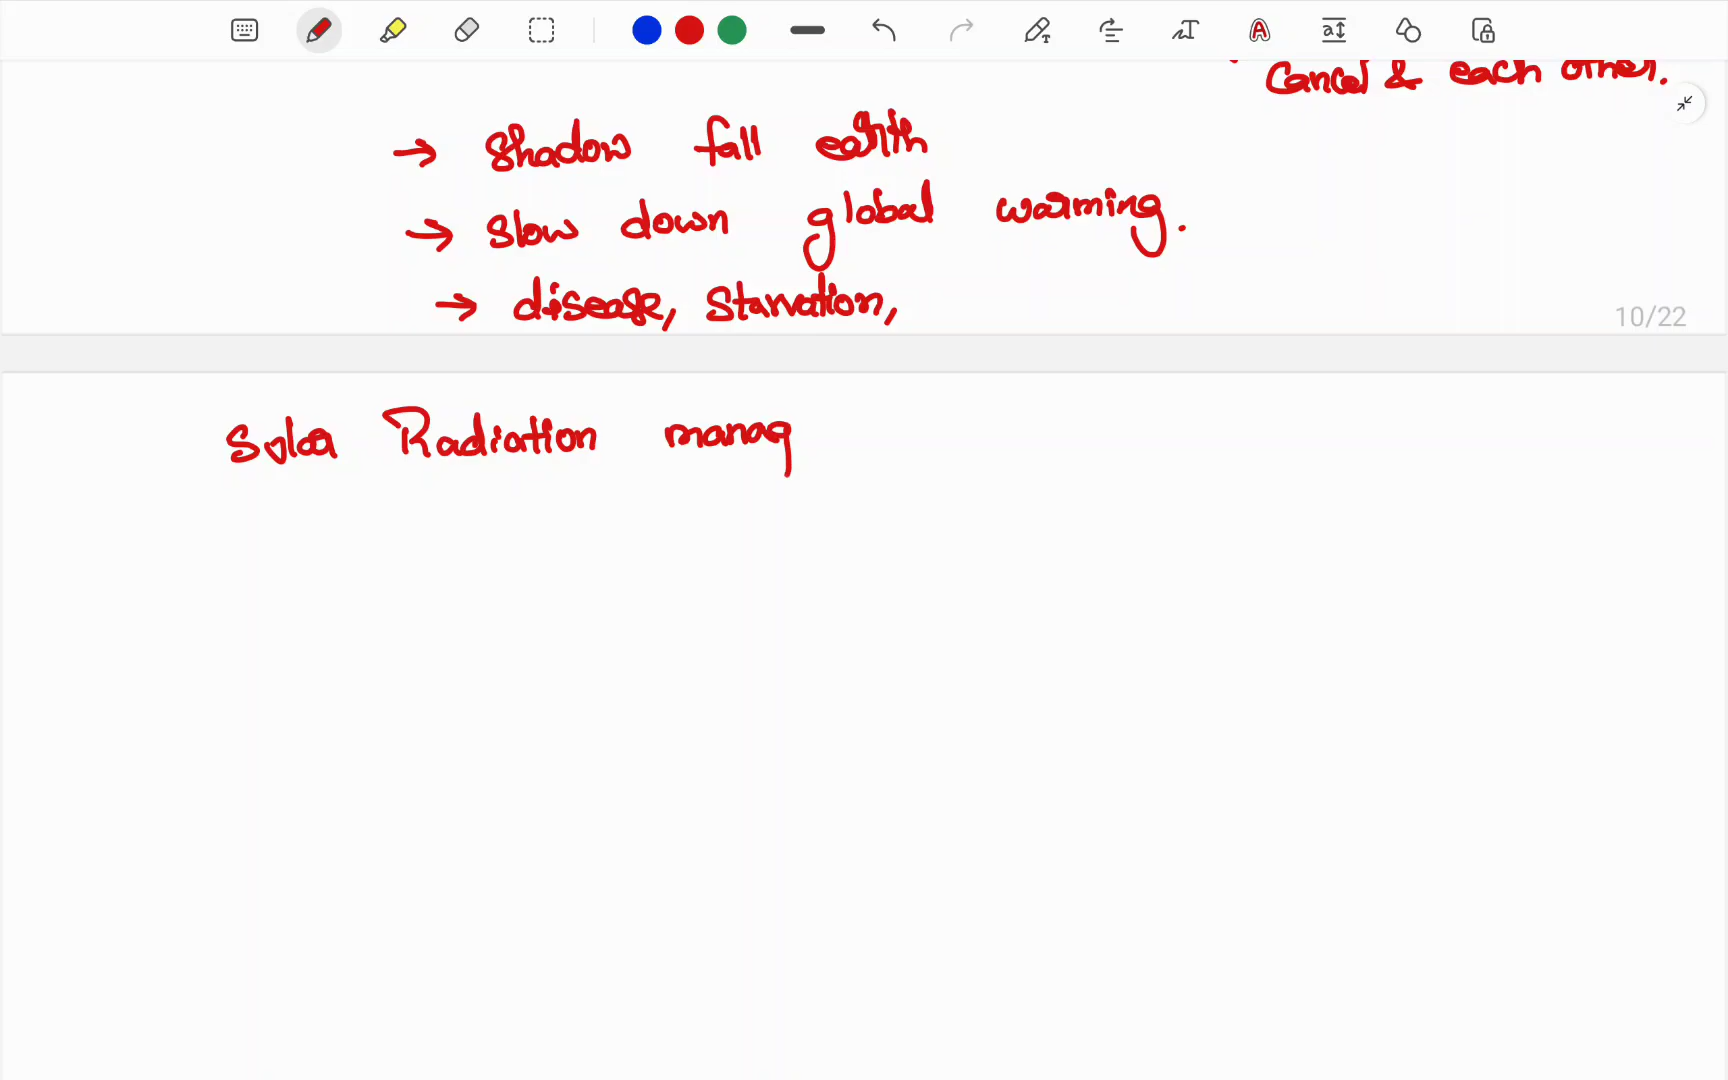 Cancel & each other.
→ Shadow fall earth
→ Slow down global warming.
→ disease, Starvation,
10/22
Solar Radiation manag